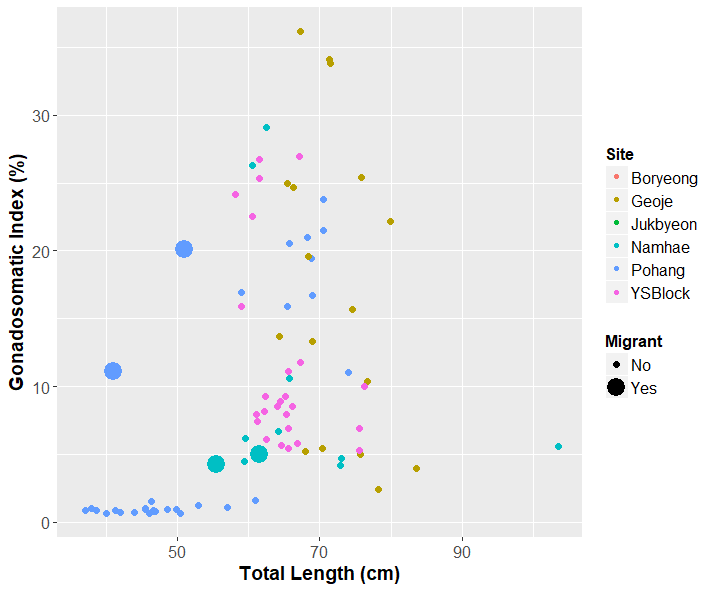 Gonadosomatic Index (%)
30
20
10
0
50
70
90
Total Length (cm)
Site
Boryeong
Geoje
Jukbyeon
Namhae
Pohang
YSBlock
Migrant
No
Yes